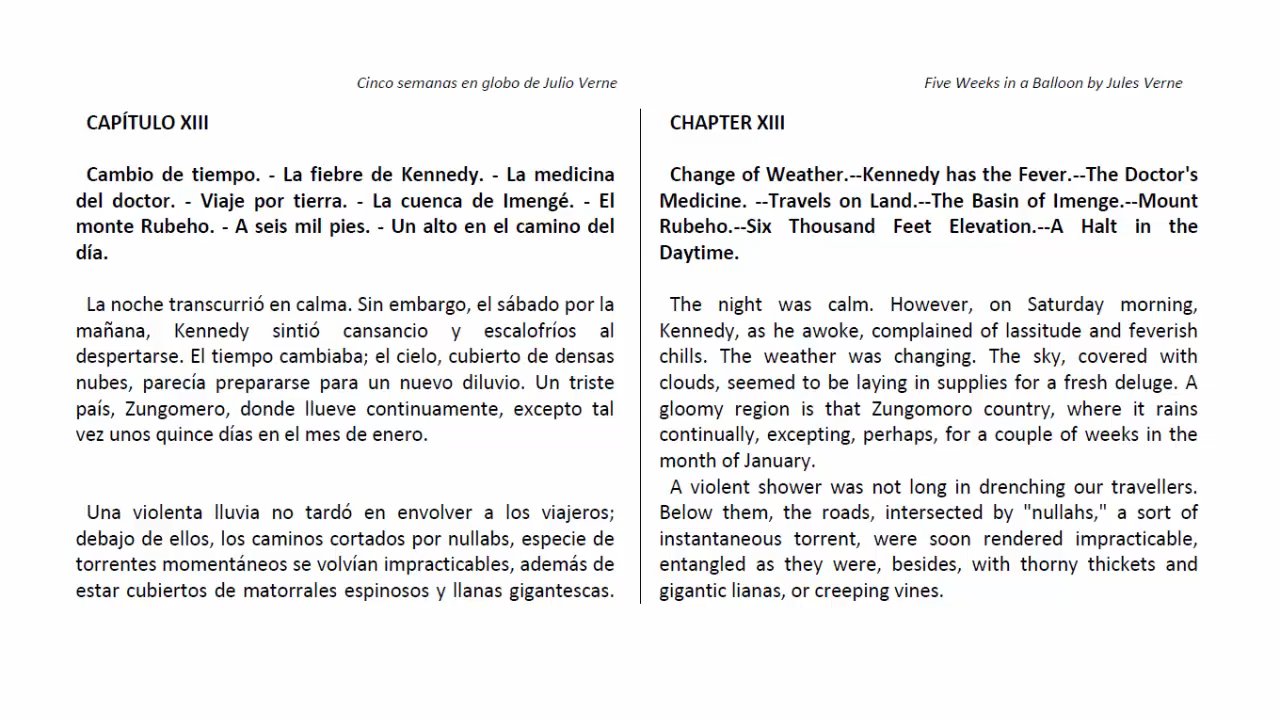 Cinco semanas en globo de Julio Verne
CAPÍTULO XIII
Cambio de tiempo. - La fiebre de Kennedy. - La medicina
del doctor. - Viaje por tierra. - La cuenca de Imengé. - El
monte Rubeho. - A seis mil pies. - Un alto en el camino del
día.
La noche transcurrió en calma. Sin embargo, el sábado por la
mañana, Kennedy sintió cansancio y escalofríos al
despertarse. El tiempo cambiaba; el cielo, cubierto de densas
nubes, parecía prepararse para un nuevo diluvio. Un triste
país, Zungomero, donde llueve continuamente, excepto tal
vez unos quince días en el mes de enero.
Una violenta lluvia no tardó en envolver a los viajeros;
debajo de ellos, los caminos cortados por nullabs, especie de
torrentes momentáneos se volvían impracticables, además de
estar cubiertos de matorrales espinosos y llanas gigantescas.
Five Weeks in a Balloon by Jules Verne
CHAPTER XIII
Change of Weather.--Kennedy has the Fever.--The Doctor's
Medicine. --Travels on Land.--The Basin of Imenge.--Mount
Rubeho.--Six Thousand Feet Elevation.--A Halt in the
Daytime.
The night was calm. However, on Saturday morning,
Kennedy, as he awoke, complained of lassitude and feverish
chills. The weather was changing. The sky, covered with
clouds, seemed to be laying in supplies for a fresh deluge. A
gloomy region is that Zungomoro country, where it rains
continually, excepting, perhaps, for a couple of weeks in the
month of January.
A violent shower was not long in drenching our travellers.
Below them, the roads, intersected by "nullahs," a sort of
instantaneous torrent, were soon rendered impracticable,
entangled as they were, besides, with thorny thickets and
gigantic lianas, or creeping vines.